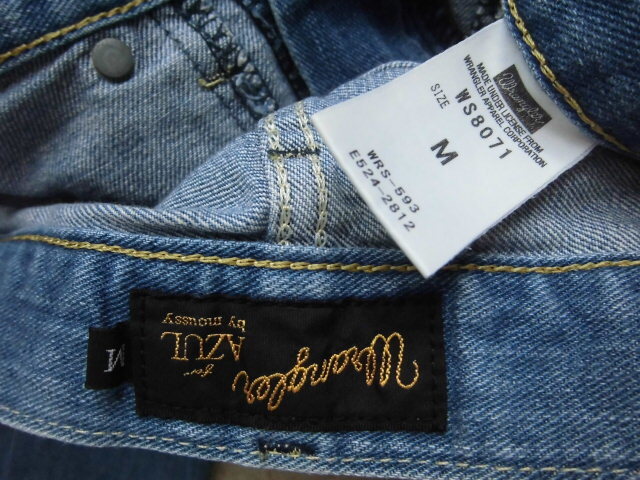 Wrangler
MADE UNDER LICENSE FROM
WRANGLER APPAREL CORPORATION
WS8071
SIZE
M
WRS-593
E524-2812
Wrangler
for
AZUL
by moussy
M